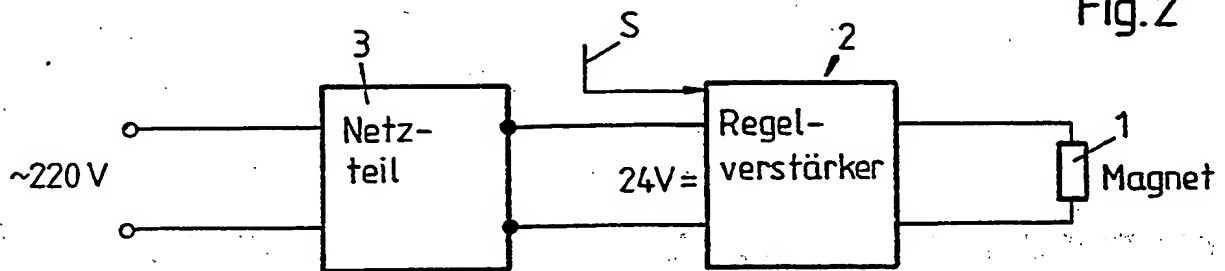 Fig.2
3
S
2
Netz-
teil
~220 V
24V=
Regel-
verstärker
1
Magnet